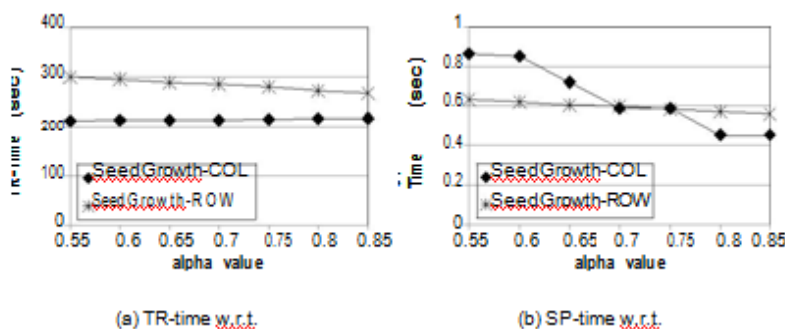 (a)
400
300
200
100
0
TR-Time (sec)
SeedGrowth-COL
SeedGrowth-ROW
0.55 0.6 0.65 0.7 0.75 0.8 0.85
alpha value
(a) TR-time w.r.t.
(b)
1
0.8
0.6
0.4
0.2
0
Time (sec)
SeedGrowth-COL
SeedGrowth-ROW
0.55 0.6 0.65 0.7 0.75 0.8 0.85
alpha value
(b) SP-time w.r.t.